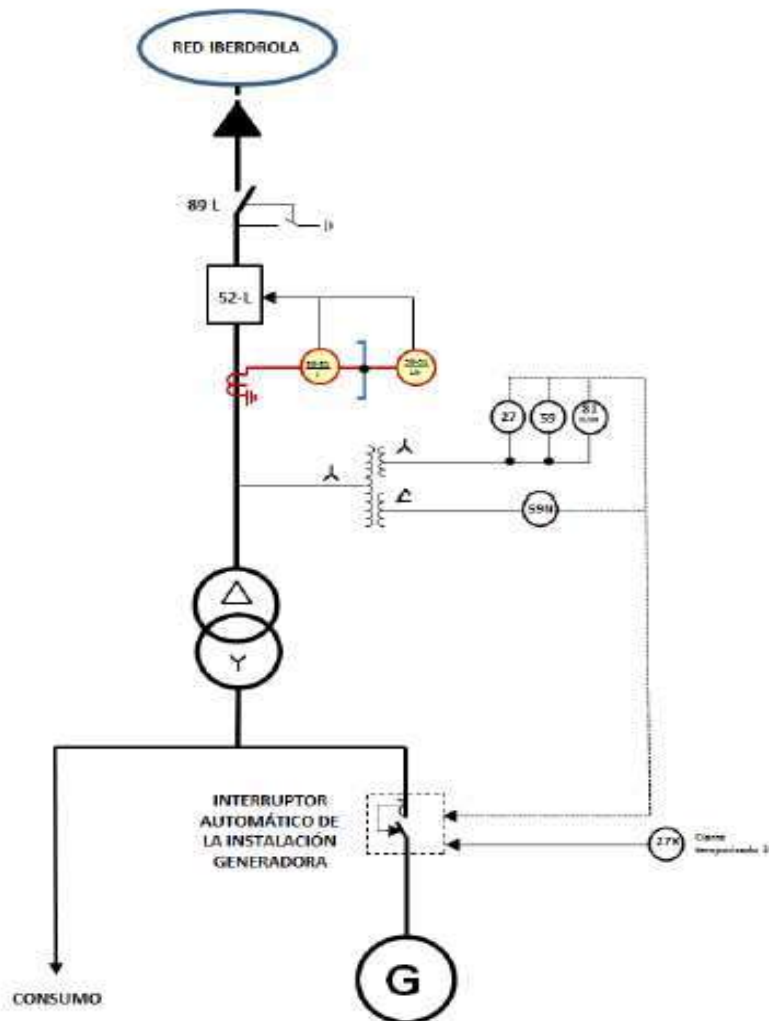 RED IBERDROLA
89 L
52-L
27
59
81
59N
INTERRUPTOR
AUTOMÁTICO DE
LA INSTALACIÓN
GENERADORA
27X
G
CONSUMO